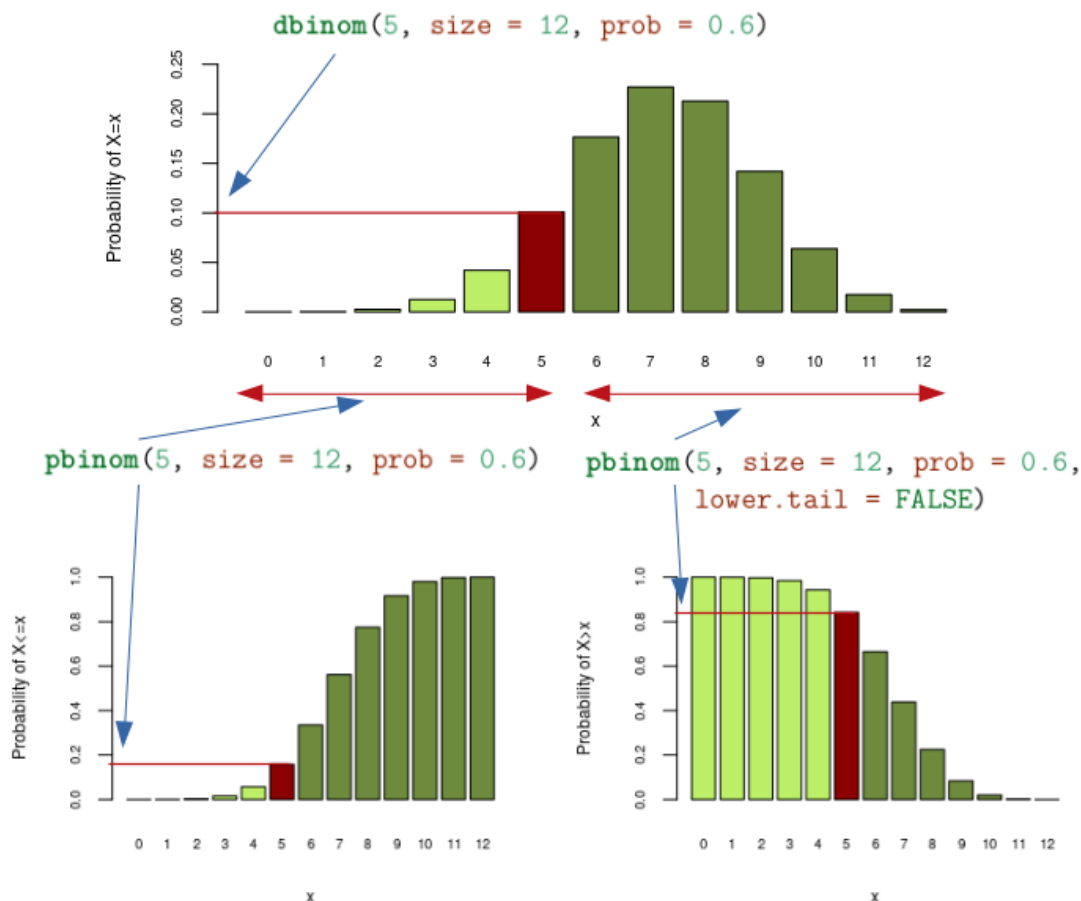 dbinom(5, size = 12, prob = 0.6)
Probability of X=x
0.00 0.05 0.10 0.15 0.20 0.25
0 1 2 3 4 5 6 7 8 9 10 11 12
x
pbinom(5, size = 12, prob = 0.6)
pbinom(5, size = 12, prob = 0.6,
lower.tail = FALSE)
Probability of X<=x
0.0 0.2 0.4 0.6 0.8 1.0
0 1 2 3 4 5 6 7 8 9 10 11 12
x
Probability of X>x
0.0 0.2 0.4 0.6 0.8 1.0
0 1 2 3 4 5 6 7 8 9 10 11 12
x